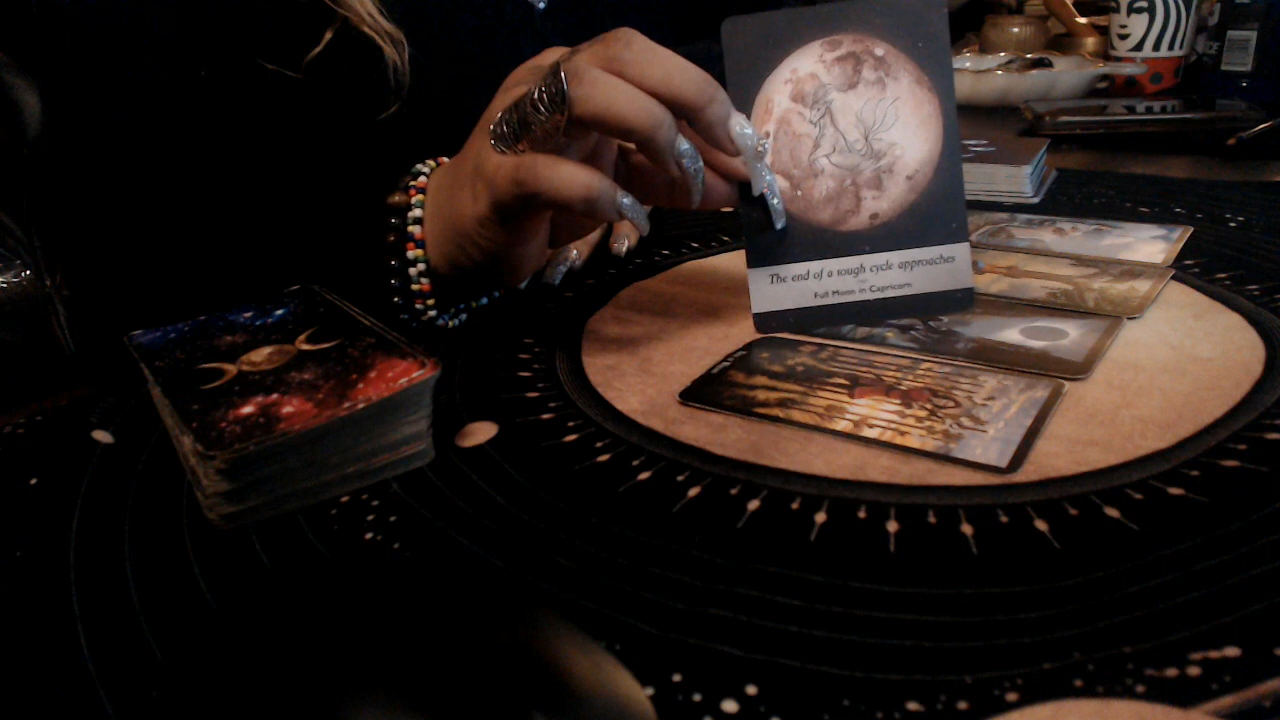 The end of a tough cycle approaches
Full Moon in Capricorn